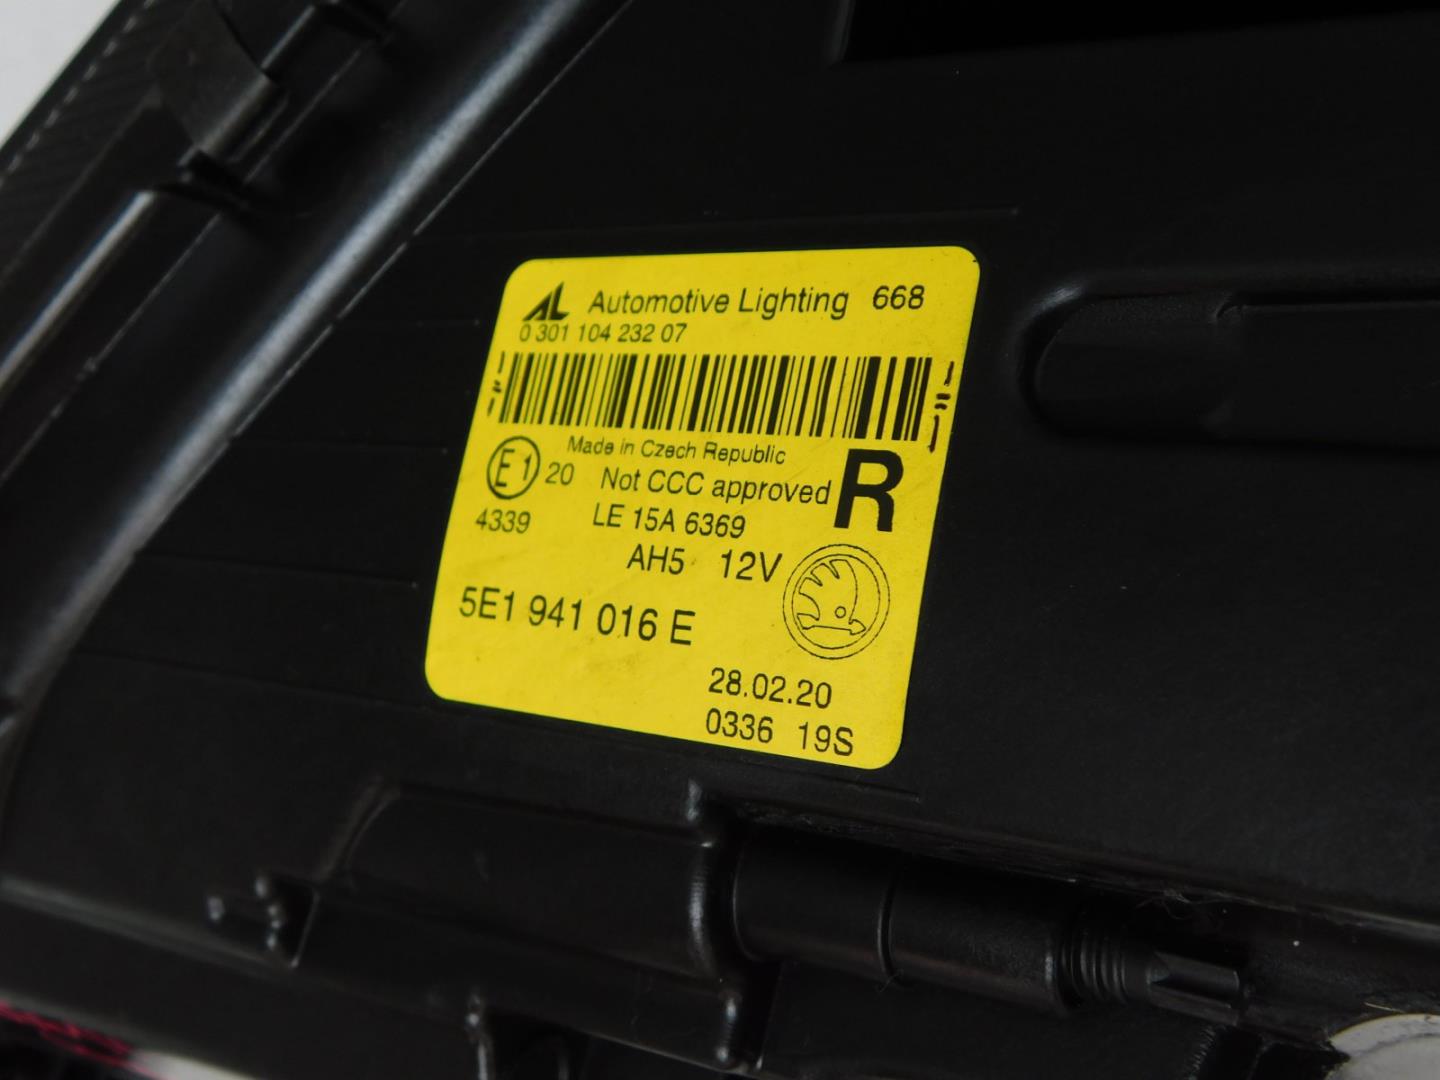 AL Automotive Lighting 668
0 301 104 232 07
Made in Czech Republic
E1 20 Not CCC approved R
4339 LE 15A 6369
AH5 12V
5E1 941 016 E
28.02.20
0336 19S